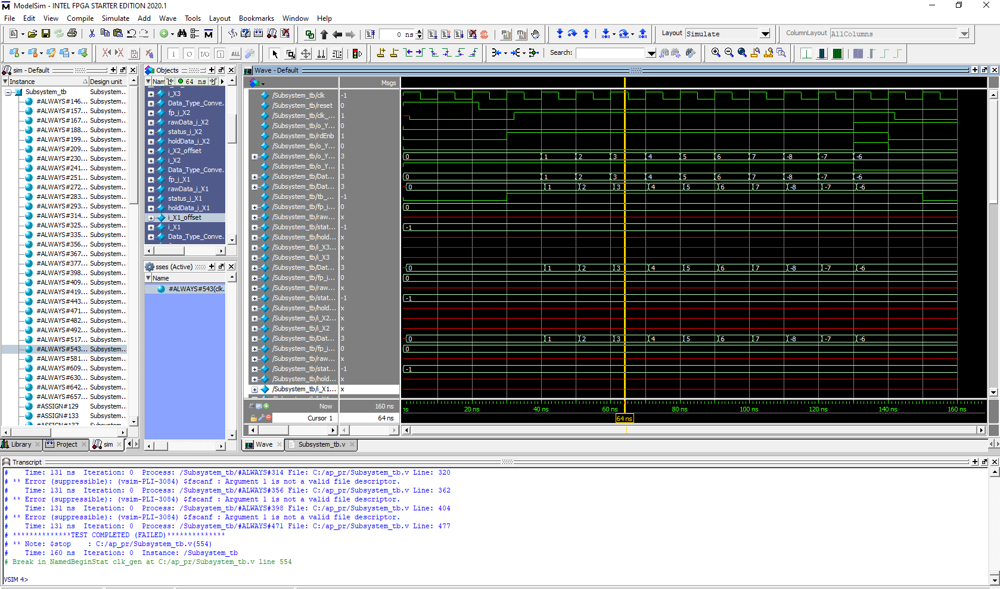 ModelSim - INTEL FPGA STARTER EDITION 2020.1
File Edit View Compile Simulate Add Wave Tools Layout Bookmarks Window Help
0 ns
Layout Simulate
ColumnLayout AllColumns
Search:
sim - Default
Instance Design unit
Subsystem_tb Subsystem...
#ALWAYS#146... Subsystem...
#ALWAYS#157... Subsystem...
#ALWAYS#167... Subsystem...
#ALWAYS#188... Subsystem...
#ALWAYS#199... Subsystem...
#ALWAYS#209... Subsystem...
#ALWAYS#230... Subsystem...
#ALWAYS#241... Subsystem...
#ALWAYS#251... Subsystem...
#ALWAYS#272... Subsystem...
#ALWAYS#283... Subsystem...
#ALWAYS#293... Subsystem...
#ALWAYS#314... Subsystem...
#ALWAYS#325... Subsystem...
#ALWAYS#335... Subsystem...
#ALWAYS#356... Subsystem...
#ALWAYS#367... Subsystem...
#ALWAYS#377... Subsystem...
#ALWAYS#398... Subsystem...
#ALWAYS#409... Subsystem...
#ALWAYS#419... Subsystem...
#ALWAYS#443... Subsystem...
#ALWAYS#471... Subsystem...
#ALWAYS#482... Subsystem...
#ALWAYS#492... Subsystem...
#ALWAYS#517... Subsystem...
#ALWAYS#543... Subsystem...
#ALWAYS#581... Subsystem...
#ALWAYS#609... Subsystem...
#ALWAYS#630... Subsystem...
#ALWAYS#642... Subsystem...
#ALWAYS#657... Subsystem...
#ASSIGN#129 Subsystem...
#ASSIGN#133 Subsystem...
#ASSIGN#137 Subsystem...
Library Project sim
Objects
Nam 64 ns
i_X3
Data_Type_Conve...
fp_i_X2
rawData_i_X2
status_i_X2
holdData_i_X2
i_X2_offset
i_X2
Data_Type_Conve...
fp_i_X1
rawData_i_X1
status_i_X1
holdData_i_X1
i_X1_offset
i_X1
Data_Type_Conve...
sses (Active)
Name
#ALWAYS#543(clk...
Wave - Default
Msgs
/Subsystem_tb/clk -1
/Subsystem_tb/reset 0
/Subsystem_tb/clk_... 1
/Subsystem_tb/o_Y... 0
/Subsystem_tb/rdEnb 1
/Subsystem_tb/o_Y... 0
/Subsystem_tb/o_Y... 3 0 1 2 3 4 5 6 7 -8 -7 -6
/Subsystem_tb/o_Y... 1
/Subsystem_tb/Dat... 3 0 1 2 3 4 5 6 7 -8 -7 -6
/Subsystem_tb/Dat... 3 0 1 2 3 4 5 6 7 -8 -7 -6
/Subsystem_tb/tb_... -1
/Subsystem_tb/fp_i... 0 0
/Subsystem_tb/raw... x
/Subsystem_tb/stat... -1 -1
/Subsystem_tb/hold... x
/Subsystem_tb/i_X3... x
/Subsystem_tb/i_X3 x
/Subsystem_tb/Dat... 3 0 1 2 3 4 5 6 7 -8 -7 -6
/Subsystem_tb/fp_i... 0 0
/Subsystem_tb/raw... x
/Subsystem_tb/stat... -1 -1
/Subsystem_tb/hold... x
/Subsystem_tb/i_X2... x
/Subsystem_tb/i_X2 x
/Subsystem_tb/Dat... 3 0 1 2 3 4 5 6 7 -8 -7 -6
/Subsystem_tb/fp_i... 0 0
/Subsystem_tb/raw... x
/Subsystem_tb/stat... -1 -1
/Subsystem_tb/hold... x
/Subsystem_tb/i_X1... x
Now 160 ns ns 20 ns 40 ns 60 ns 80 ns 100 ns 120 ns 140 ns 160 ns
Cursor 1 64 ns 64 ns
Wave Subsystem_tb.v
Transcript
# Time: 131 ns Iteration: 0 Process: /Subsystem_tb/#ALWAYS#314 File: C:/ap_pr/Subsystem_tb.v Line: 320
# ** Error (suppressible): (vsim-PLI-3084) $fscanf : Argument 1 is not a valid file descriptor.
# Time: 131 ns Iteration: 0 Process: /Subsystem_tb/#ALWAYS#356 File: C:/ap_pr/Subsystem_tb.v Line: 362
# ** Error (suppressible): (vsim-PLI-3084) $fscanf : Argument 1 is not a valid file descriptor.
# Time: 131 ns Iteration: 0 Process: /Subsystem_tb/#ALWAYS#398 File: C:/ap_pr/Subsystem_tb.v Line: 404
# ** Error (suppressible): (vsim-PLI-3084) $fscanf : Argument 1 is not a valid file descriptor.
# Time: 131 ns Iteration: 0 Process: /Subsystem_tb/#ALWAYS#471 File: C:/ap_pr/Subsystem_tb.v Line: 477
# **************TEST COMPLETED (FAILED)**************
# ** Note: $stop : C:/ap_pr/Subsystem_tb.v(554)
# Time: 160 ns Iteration: 0 Instance: /Subsystem_tb
# Break in NamedBeginStat clk_gen at C:/ap_pr/Subsystem_tb.v line 554
VSIM 4>